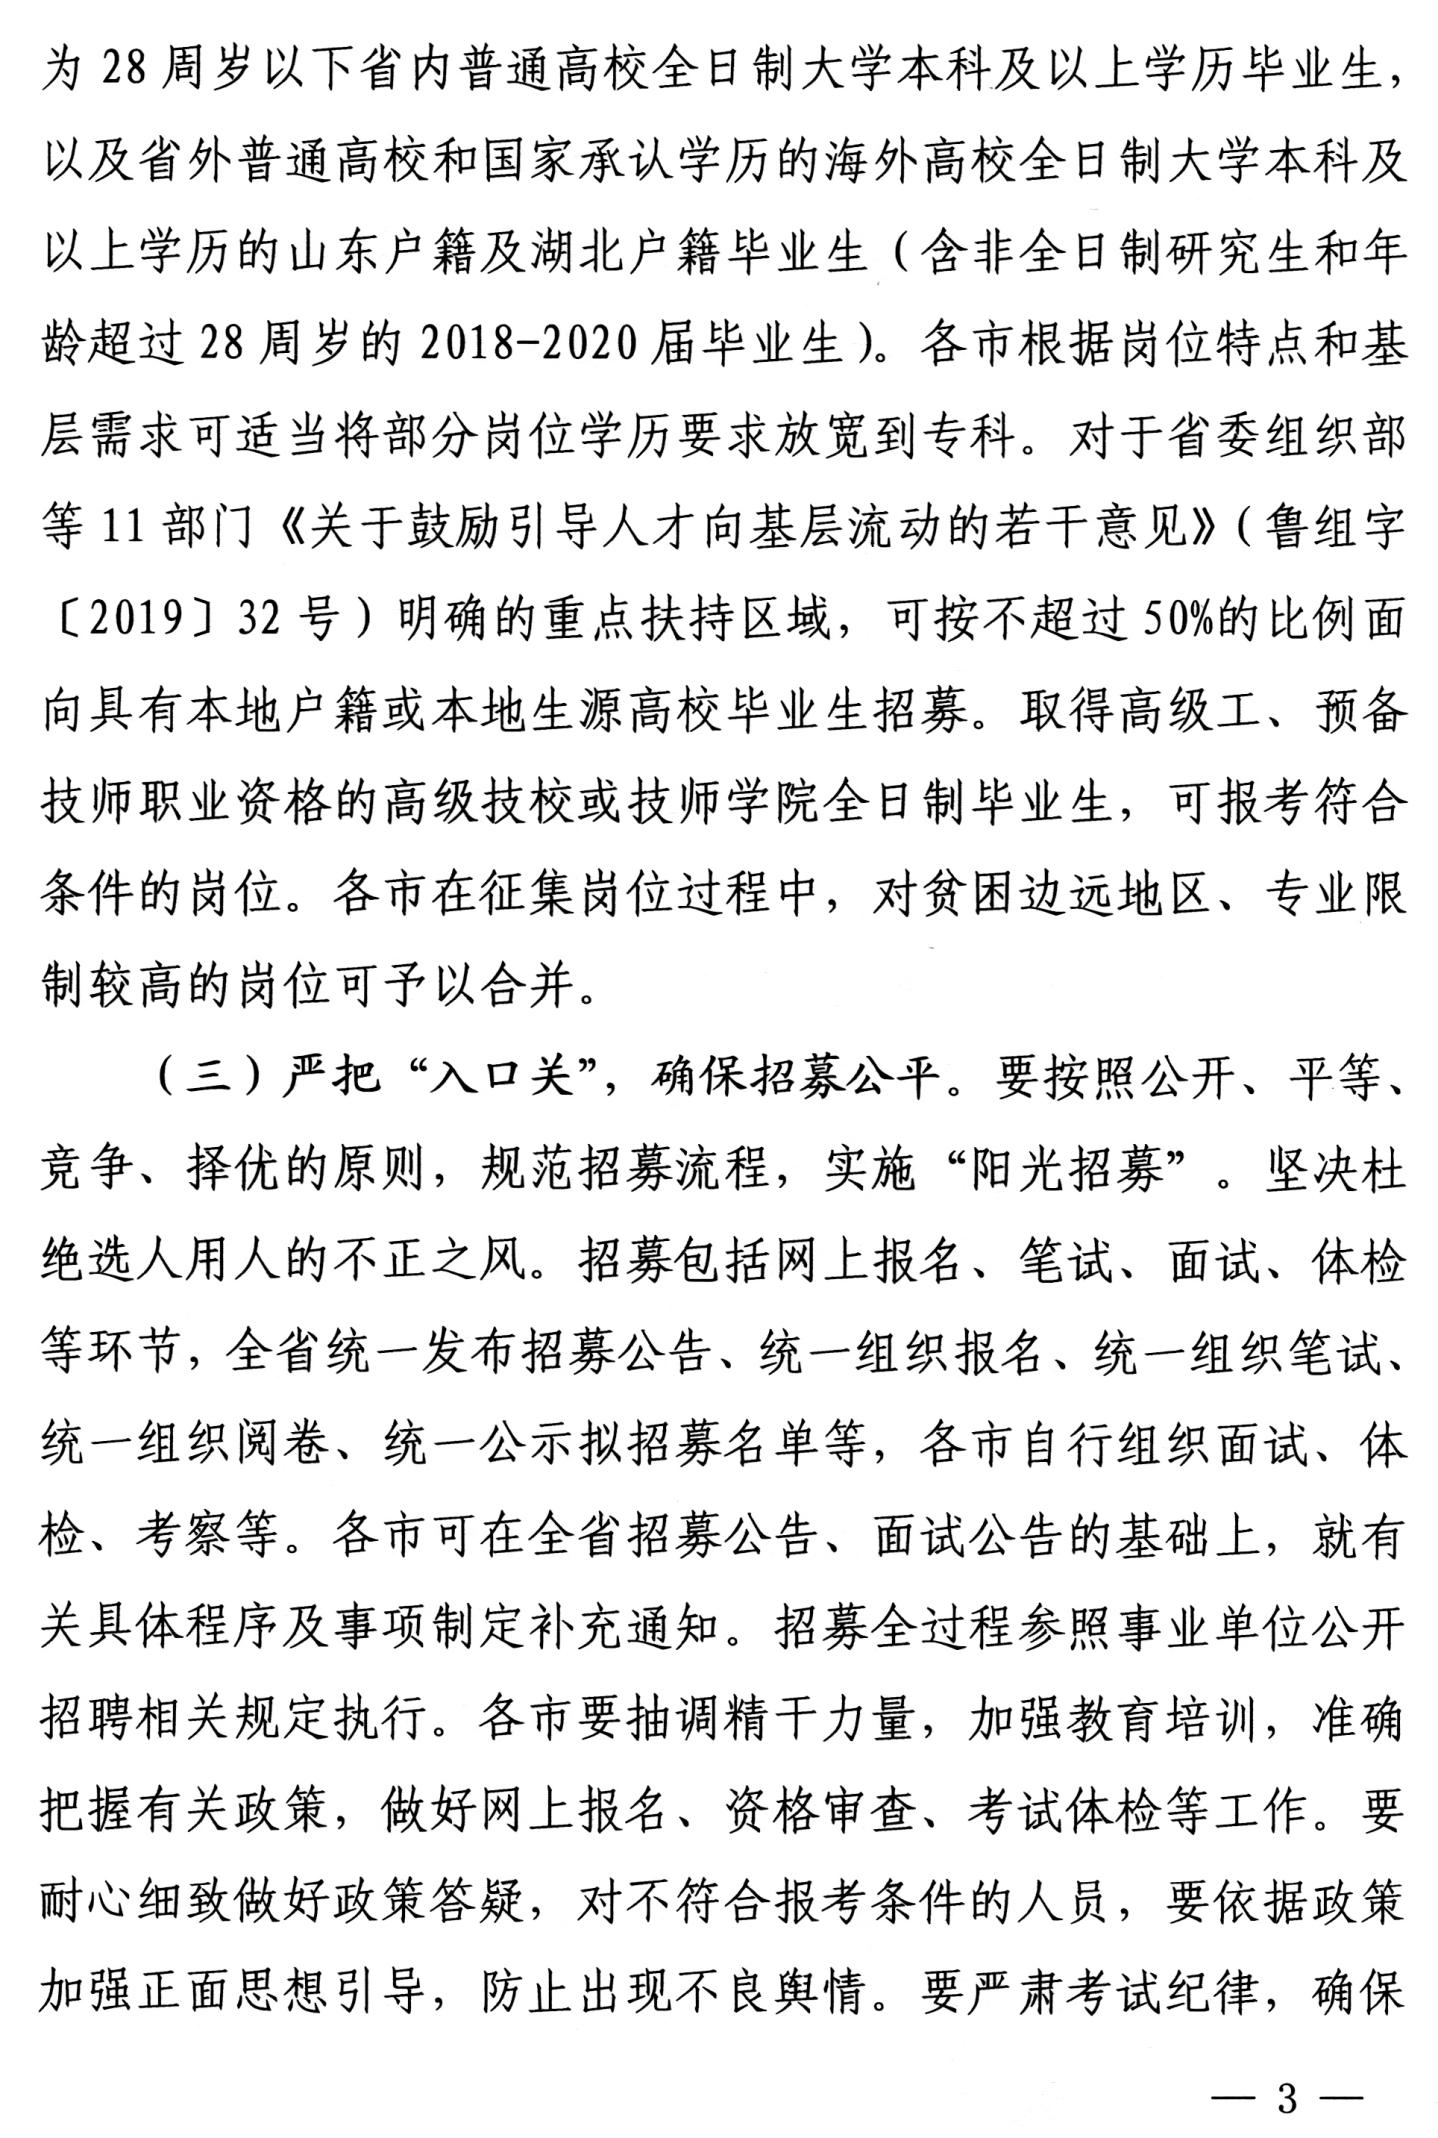 为 28 周岁以下省内普通高校全日制大学本科及以上学历毕业生，
以及省外普通高校和国家承认学历的海外高校全日制大学本科及
以上学历的山东户籍及湖北户籍毕业生（含非全日制研究生和年
龄超过 28 周岁的 2018-2020 届毕业生）。各市根据岗位特点和基
层需求可适当将部分岗位学历要求放宽到专科。对于省委组织部
等 11 部门《关于鼓励引导人才向基层流动的若干意见》（鲁组字
〔2019〕32 号）明确的重点扶持区域，可按不超过 50%的比例面
向具有本地户籍或本地生源高校毕业生招募。取得高级工、预备
技师职业资格的高级技校或技师学院全日制毕业生，可报考符合
条件的岗位。各市在征集岗位过程中，对贫困边远地区、专业限
制较高的岗位可予以合并。
（三）严把“入口关”，确保招募公平。要按照公开、平等、
竞争、择优的原则，规范招募流程，实施“阳光招募”。坚决杜
绝选人用人的不正之风。招募包括网上报名、笔试、面试、体检
等环节，全省统一发布招募公告、统一组织报名、统一组织笔试、
统一组织阅卷、统一公示拟招募名单等，各市自行组织面试、体
检、考察等。各市可在全省招募公告、面试公告的基础上，就有
关具体程序及事项制定补充通知。招募全过程参照事业单位公开
招聘相关规定执行。各市要抽调精干力量，加强教育培训，准确
把握有关政策，做好网上报名、资格审查、考试体检等工作。要
耐心细致做好政策答疑，对不符合报考条件的人员，要依据政策
加强正面思想引导，防止出现不良舆情。要严肃考试纪律，确保
— 3 —